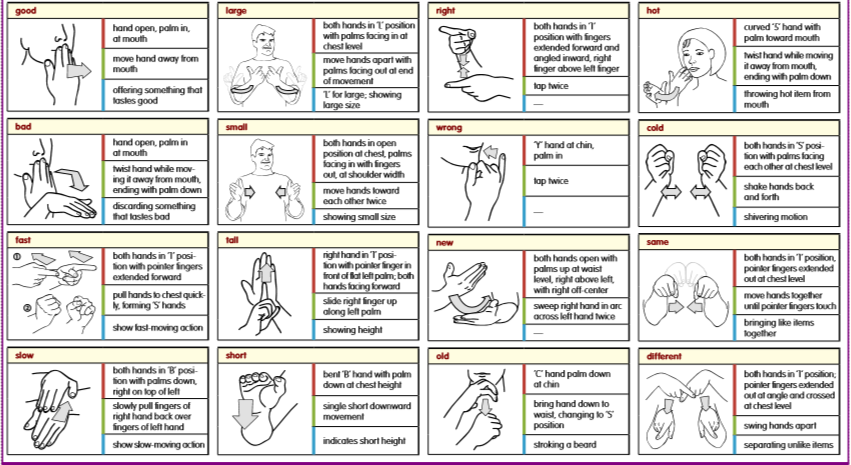 good
hand open, palm in,
at mouth
move hand away from
mouth
offering something that
tastes good
large
both hands in 'L' position
with palms facing in at
chest level
move hands apart with
palms facing out at end
of movement
'L' for large; showing
large size
right
both hands in '1'
position with fingers
extended forward and
angled inward, right
finger above left finger
tap twice
—
hot
curved '5' hand with
palm toward mouth
twist hand while moving
it away from mouth,
ending with palm down
throwing hot item from
mouth
bad
hand open, palm in
at mouth
twist hand while mov-
ing it away from mouth,
ending with palm down
discarding something
that tastes bad
small
both hands in open
position at chest, palms
facing in with fingers
out, at shoulder width
move hands toward
each other twice
showing small size
wrong
'Y' hand at chin,
palm in
tap twice
—
cold
both hands in 'S' posi-
tion with palms facing
each other at chest level
shake hands back
and forth
shivering motion
fast
①
②
both hands in '1' posi-
tion with pointer fingers
extended forward
pull hands to chest quick-
ly, forming 'S' hands
show fast-moving action
tall
right hand in '1' posi-
tion with pointer finger in
front of flat left palm; both
hands facing forward
slide right finger up
along left palm
showing height
new
both hands open with
palms up at waist
level, right above left,
with right off-center
sweep right hand in arc
across left hand twice
—
same
both hands in '1' position,
pointer fingers extended
out at chest level
move hands together
until pointer fingers touch
bringing like items
together
slow
both hands in 'B' posi-
tion with palms down,
right on top of left
slowly pull fingers of
right hand back over
fingers of left hand
show slow-moving action
short
bent 'B' hand with palm
down at chest height
single short downward
movement
indicates short height
old
'C' hand palm down
at chin
bring hand down to
waist, changing to 'S'
position
stroking a beard
different
both hands in '1' position;
pointer fingers extended
out at angle and crossed
at chest level
swing hands apart
separating unlike items